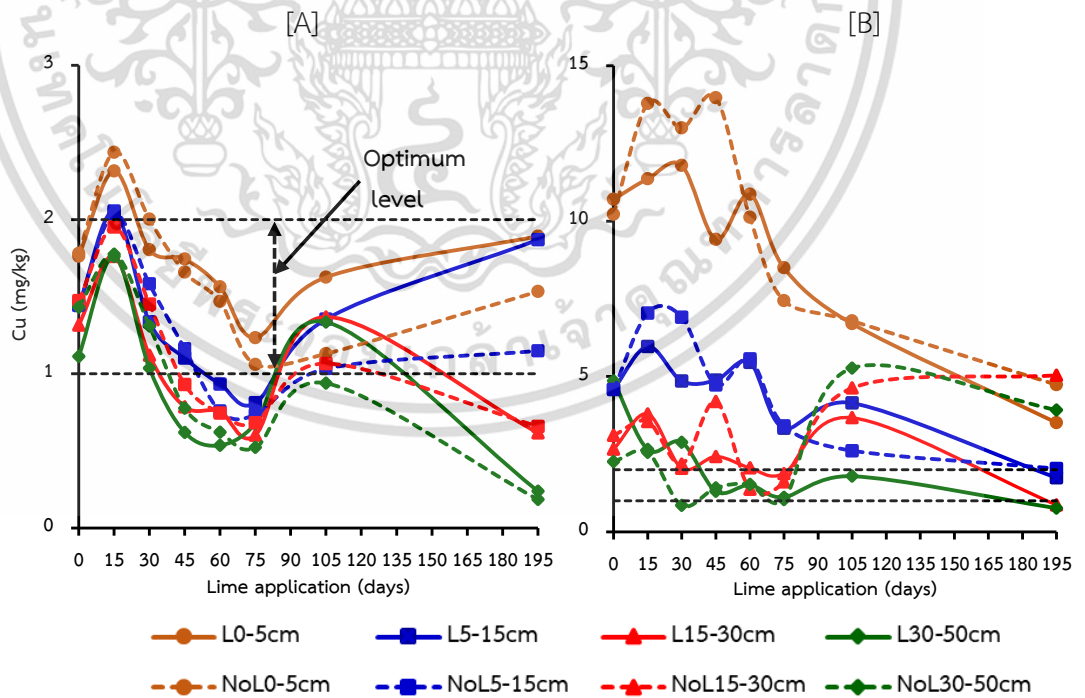 [A]
[B]
3
2
1
0
Cu (mg/kg)
Optimum
level
0 15 30 45 60 75 90 105 120 135 150 165 180 195
Lime application (days)
15
10
5
0
0 15 30 45 60 75 90 105 120 135 150 165 180 195
Lime application (days)
L0-5cm L5-15cm L15-30cm L30-50cm
NoL0-5cm NoL5-15cm NoL15-30cm NoL30-50cm